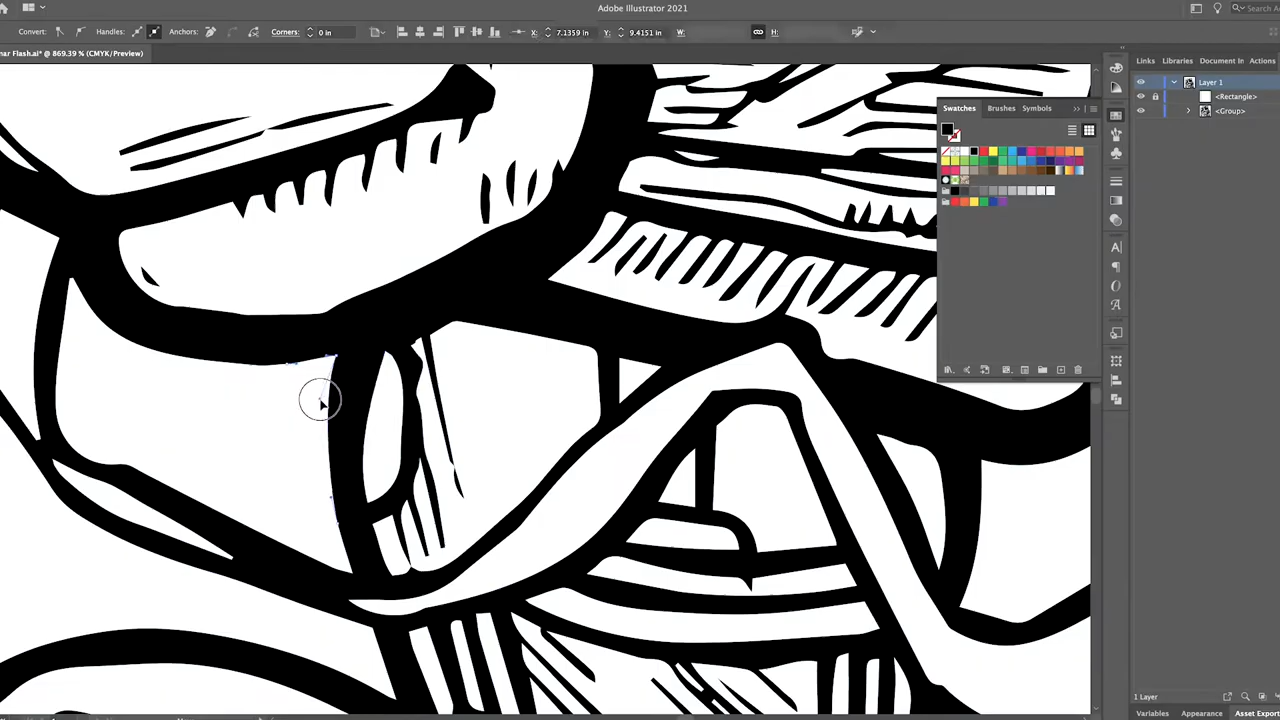 Adobe Illustrator 2021
Search A
Convert: Handles: Anchors: Corners: 0 in X: 7.1359 in Y: 9.4151 in W: H:
nar Flash.ai* @ 869.39 % (CMYK/Preview)
Links Libraries Document In Actions
Layer 1
<Rectangle>
<Group>
Swatches Brushes Symbols
1 Layer
Variables Appearance Asset Export